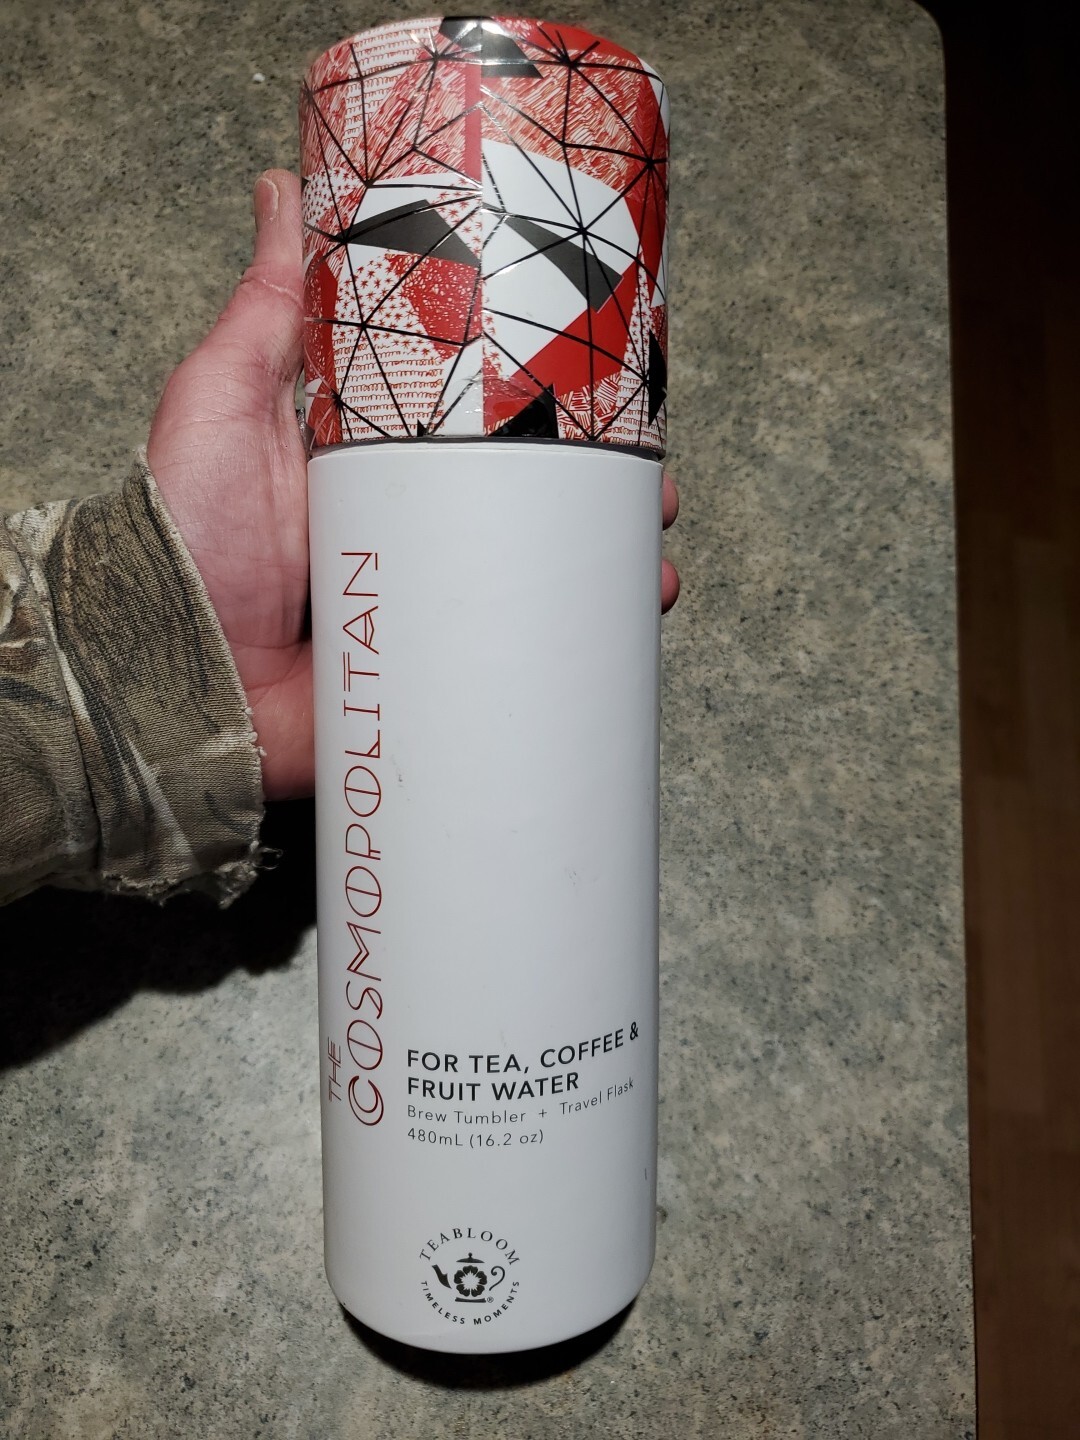 THE
COSMOPOLITAN
FOR TEA, COFFEE &
FRUIT WATER
Brew Tumbler + Travel Flask
480mL (16.2 oz)
TEABLOOM
®
TIMELESS MOMENTS